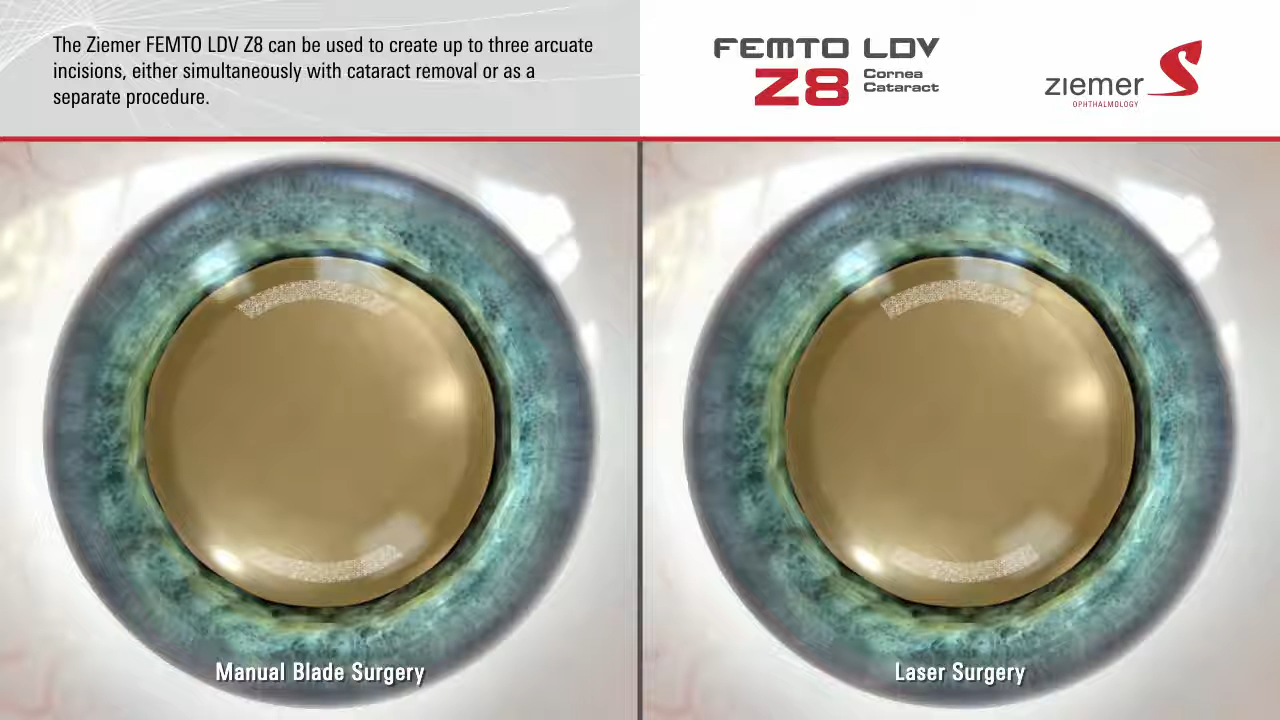 The Ziemer FEMTO LDV Z8 can be used to create up to three arcuate
incisions, either simultaneously with cataract removal or as a
separate procedure.
FEMTO LDV
Z8 Cornea
Cataract
ziemer
OPHTHALMOLOGY
Manual Blade Surgery
Laser Surgery